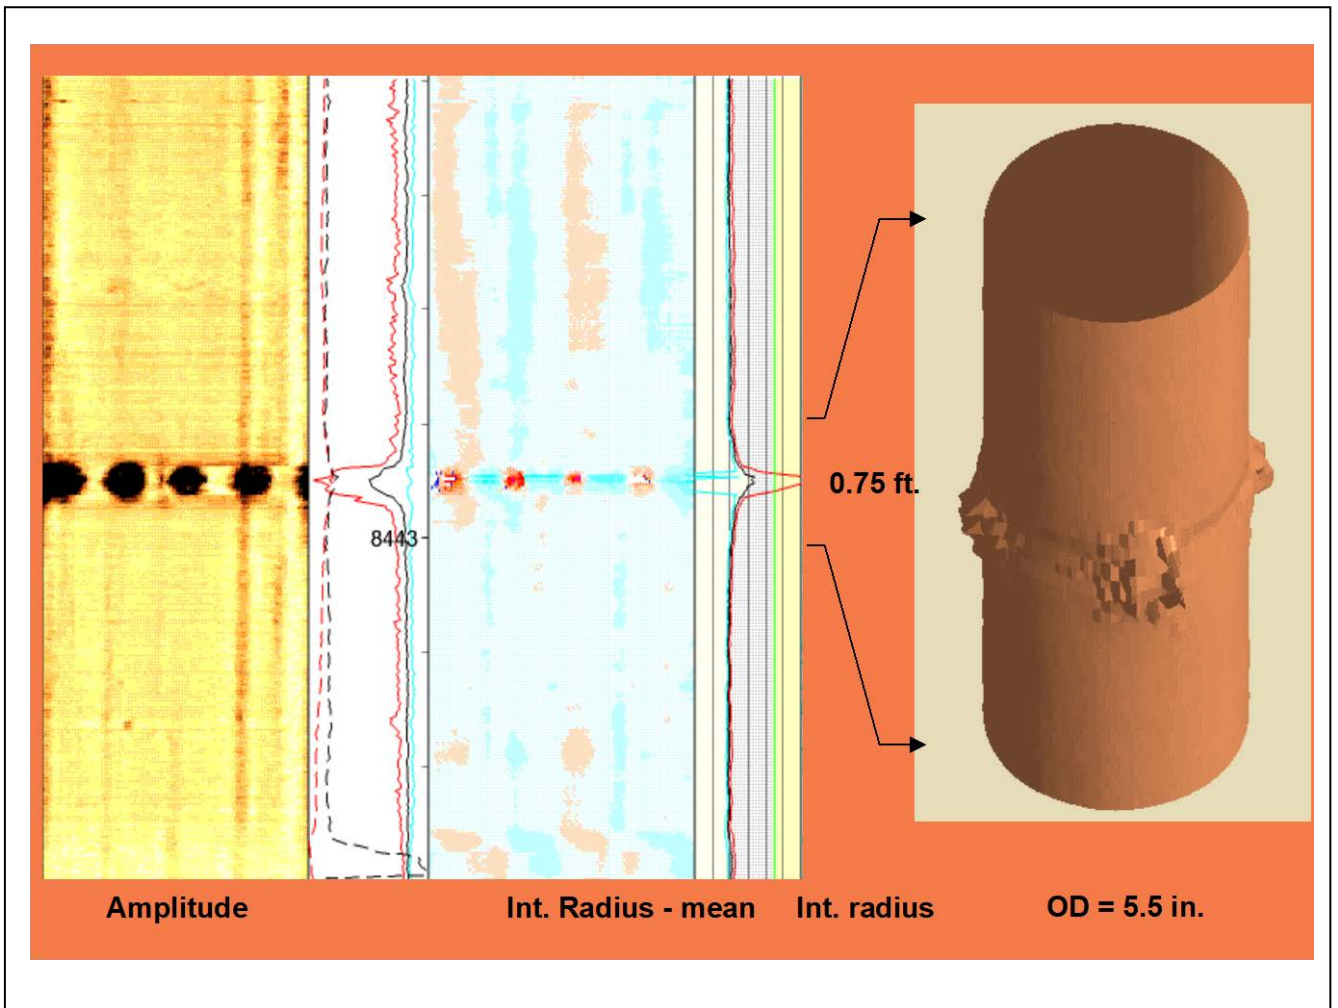 8443
0.75 ft.
Amplitude
Int. Radius - mean
Int. radius
OD = 5.5 in.